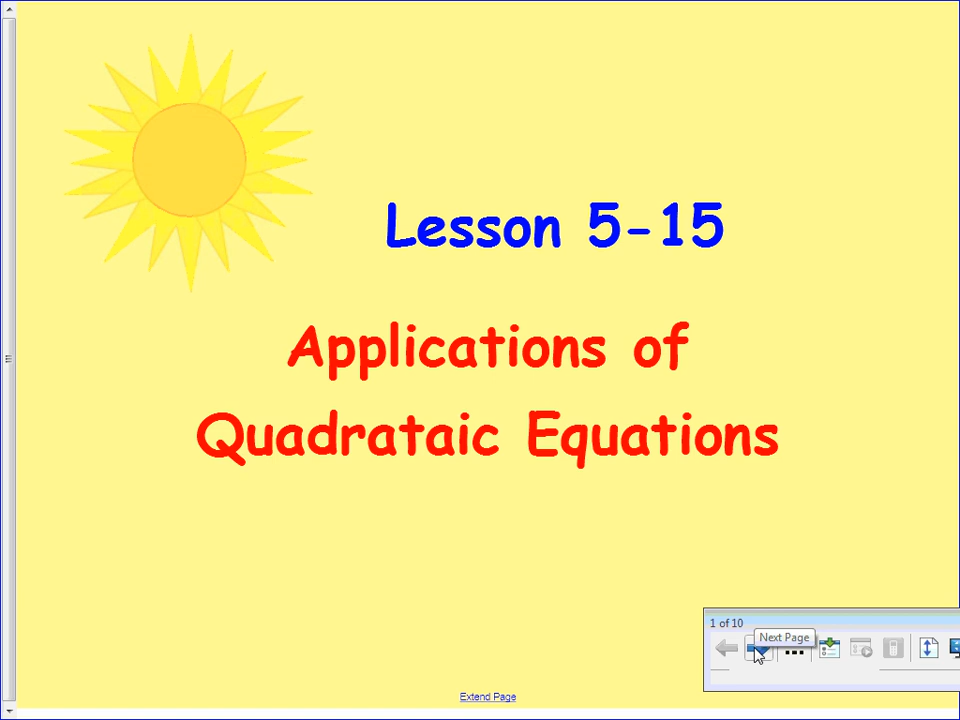 Lesson 5-15
Applications of
Quadrataic Equations
1 of 10
Next Page
Extend Page